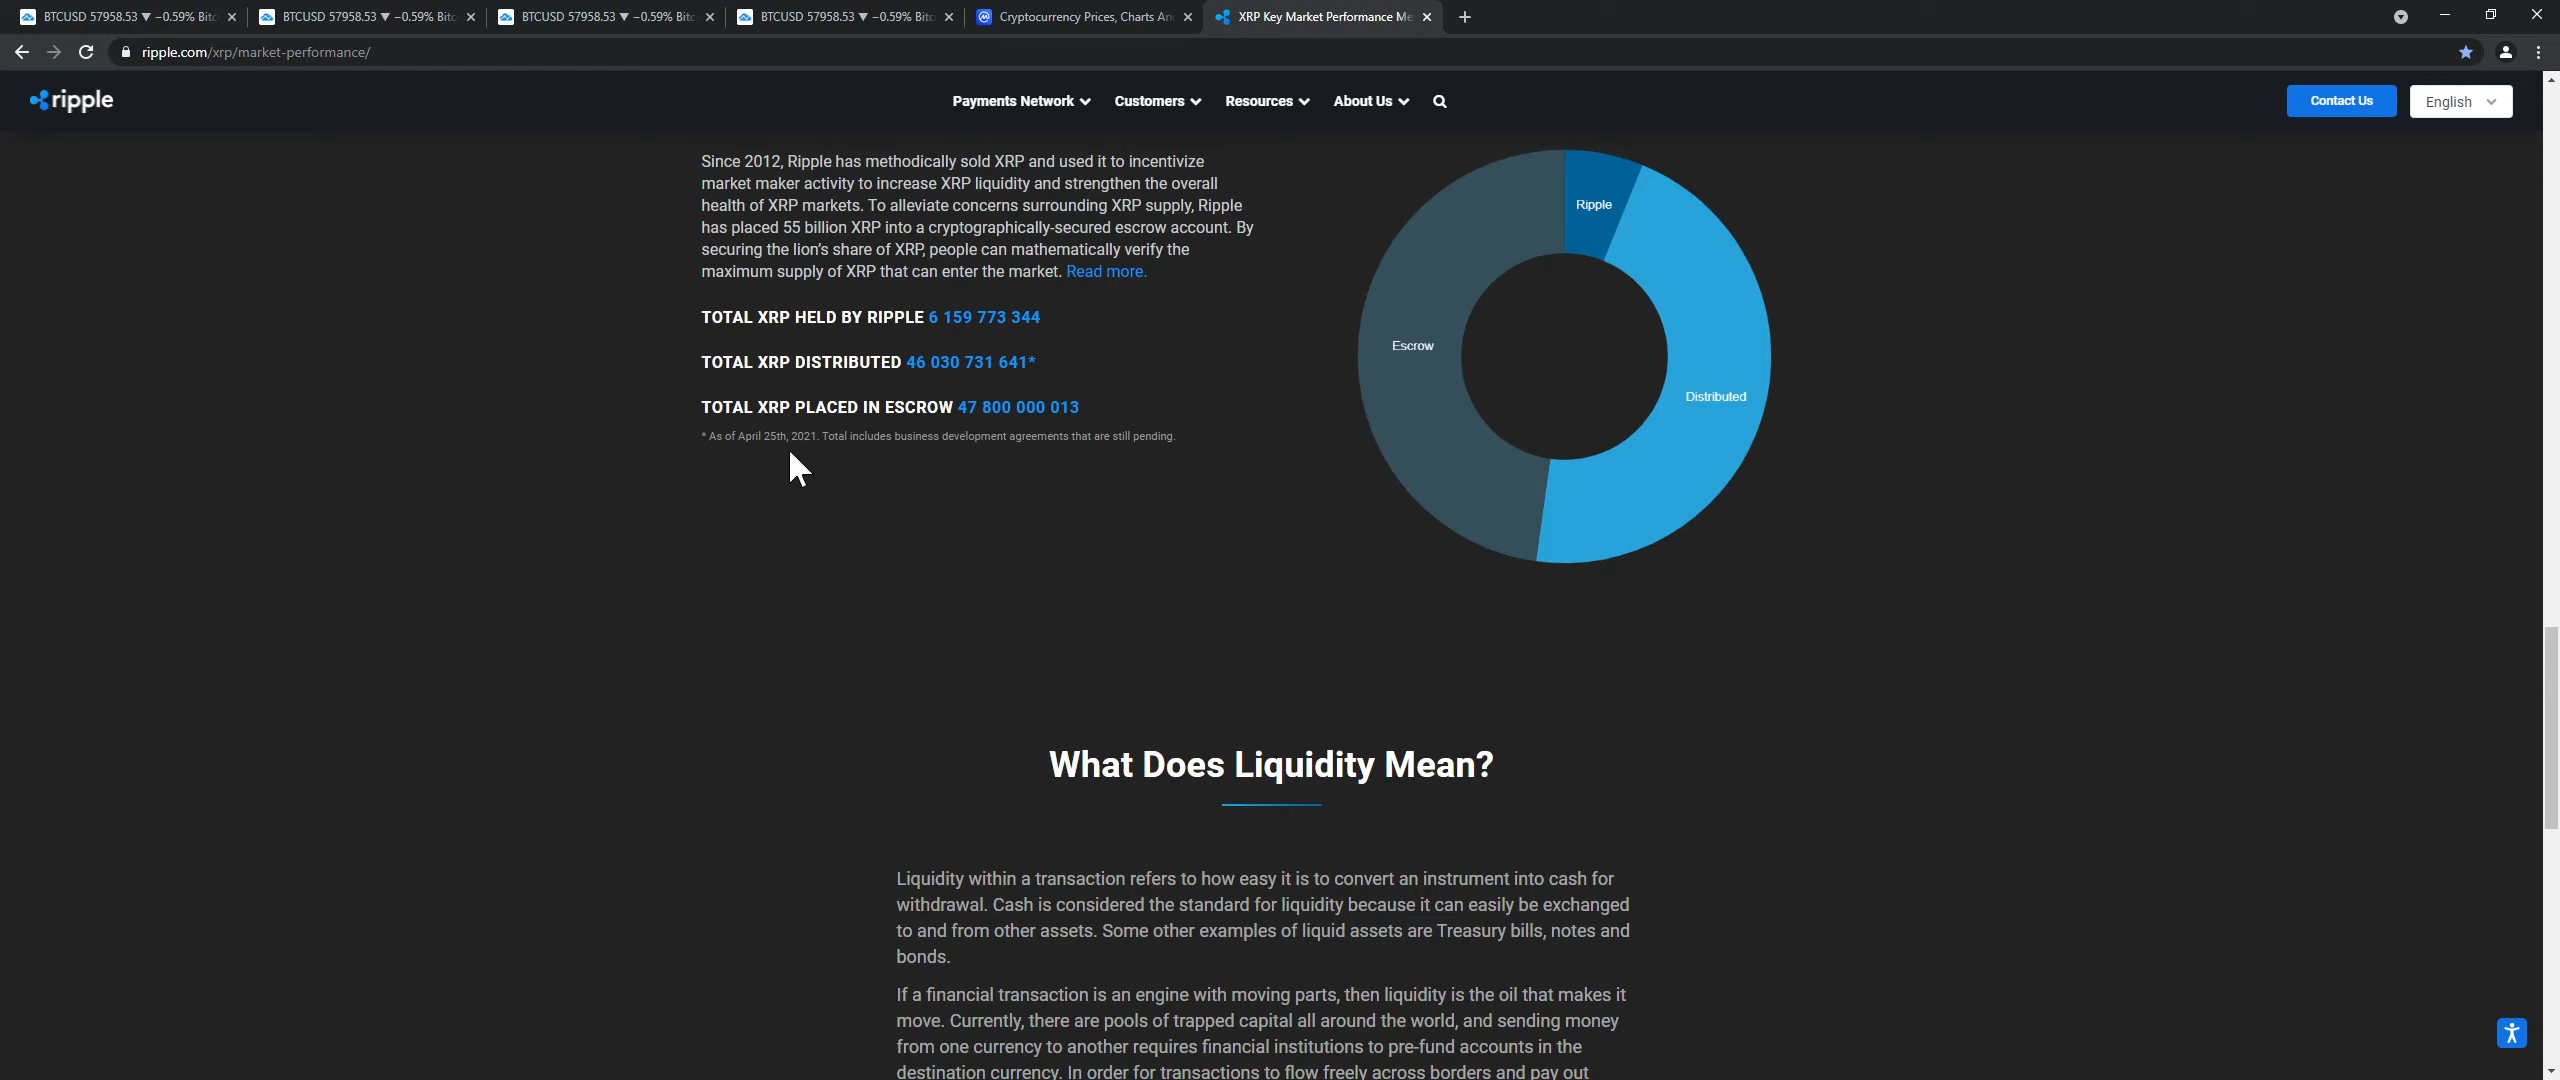 BTCUSD 57958.53 ▼ −0.59% Bitc
BTCUSD 57958.53 ▼ −0.59% Bitc
BTCUSD 57958.53 ▼ −0.59% Bitc
BTCUSD 57958.53 ▼ −0.59% Bitc
Cryptocurrency Prices, Charts An
XRP Key Market Performance Me
ripple.com/xrp/market-performance/
ripple
Payments Network
Customers
Resources
About Us
Contact Us
English
Since 2012, Ripple has methodically sold XRP and used it to incentivize
market maker activity to increase XRP liquidity and strengthen the overall
health of XRP markets. To alleviate concerns surrounding XRP supply, Ripple
has placed 55 billion XRP into a cryptographically-secured escrow account. By
securing the lion's share of XRP, people can mathematically verify the
maximum supply of XRP that can enter the market. Read more.
TOTAL XRP HELD BY RIPPLE 6 159 773 344
TOTAL XRP DISTRIBUTED 46 030 731 641*
TOTAL XRP PLACED IN ESCROW 47 800 000 013
* As of April 25th, 2021. Total includes business development agreements that are still pending.
Ripple
Escrow
Distributed
What Does Liquidity Mean?
Liquidity within a transaction refers to how easy it is to convert an instrument into cash for
withdrawal. Cash is considered the standard for liquidity because it can easily be exchanged
to and from other assets. Some other examples of liquid assets are Treasury bills, notes and
bonds.
If a financial transaction is an engine with moving parts, then liquidity is the oil that makes it
move. Currently, there are pools of trapped capital all around the world, and sending money
from one currency to another requires financial institutions to pre-fund accounts in the
destination currency. In order for transactions to flow freely across borders and pay out